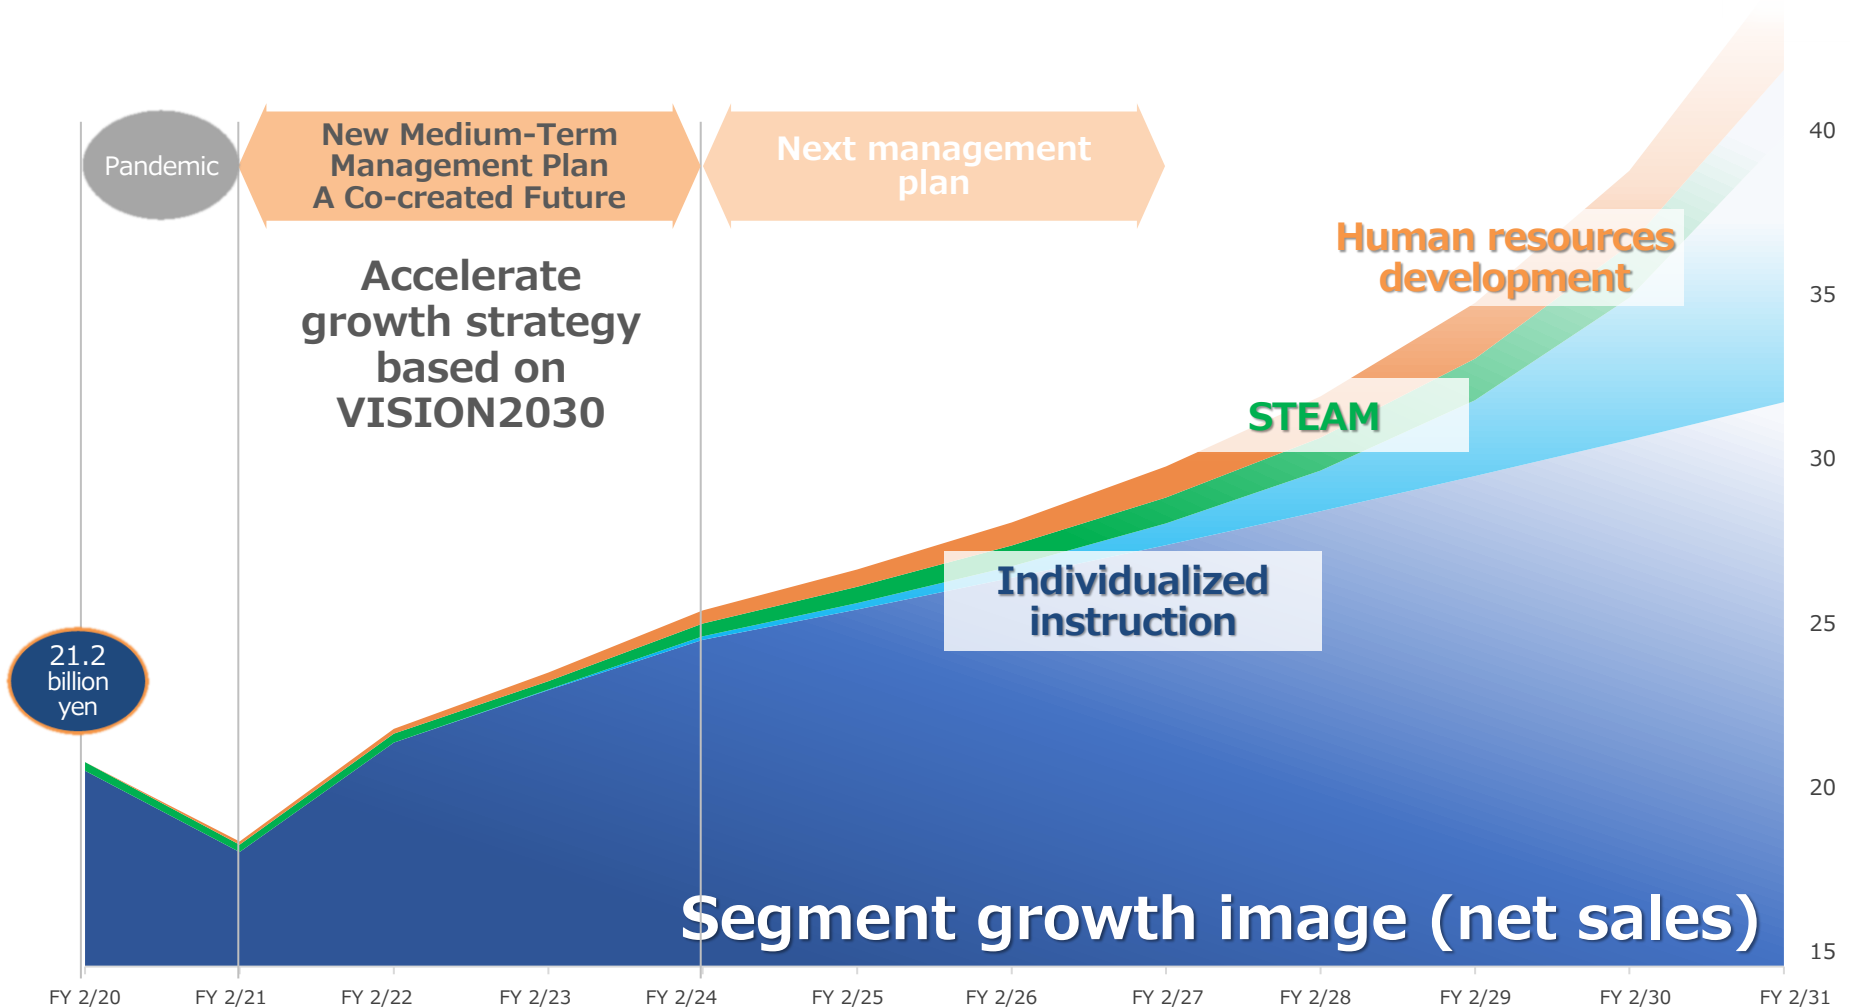 Pandemic
New Medium-Term
Management Plan
A Co-created Future
Next management
plan
Accelerate
growth strategy
based on
VISION2030
Human resources
development
STEAM
Individualized
instruction
21.2
billion
yen
Segment growth image (net sales)
40
35
30
25
20
15
FY 2/20
FY 2/21
FY 2/22
FY 2/23
FY 2/24
FY 2/25
FY 2/26
FY 2/27
FY 2/28
FY 2/29
FY 2/30
FY 2/31